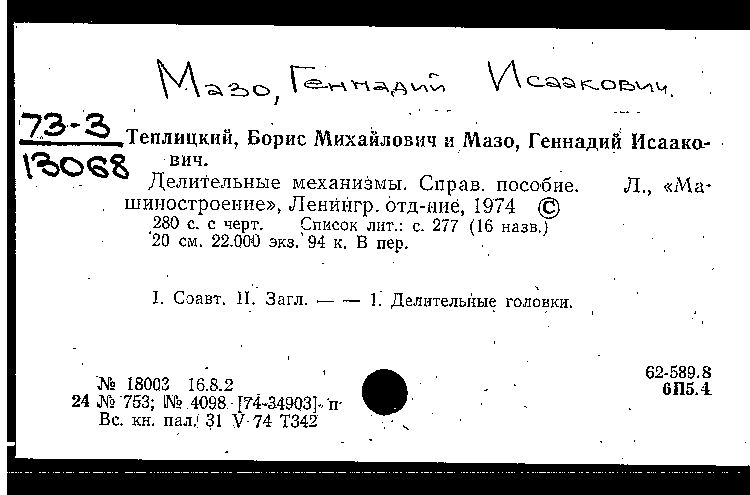 Мазо, Геннадий Исаакович.
73-3
13068
Теплицкий, Борис Михайлович и Мазо, Геннадий Исаако-
вич.
Делительные механизмы. Справ. пособие. Л., «Ма-
шиностроение», Ленингр. отд-ние, 1974 ©
280 с. с черт. Список лит.: с. 277 (16 назв.)
20 см. 22.000 экз. 94 к. В пер.
I. Соавт. II. Загл. — — 1. Делительные головки.
62-589.8
6П5.4
№ 18003 16.8.2
24 № 753; № 4098 [74-34903] п
Вс. кн. пал. 31 V 74 Т342